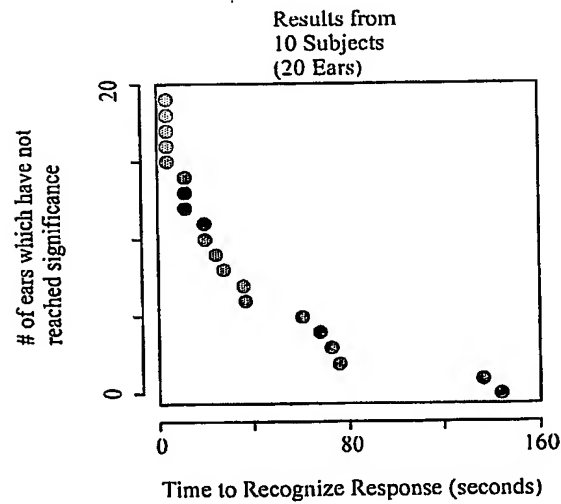 Results from
10 Subjects
(20 Ears)
# of ears which have not
reached significance
20
0
0
80
160
Time to Recognize Response (seconds)